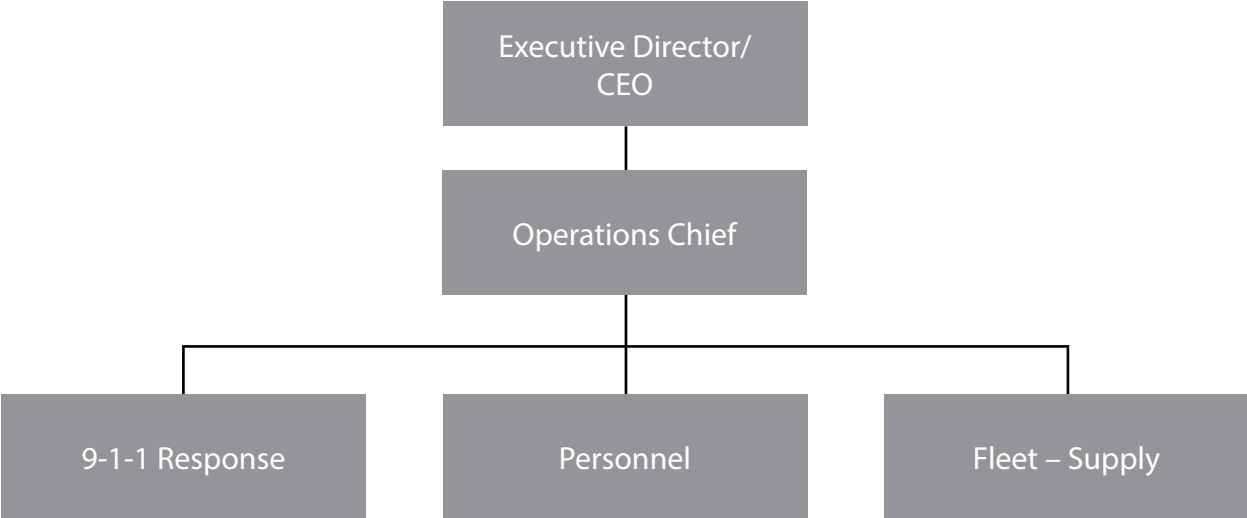 Executive Director/
CEO
Operations Chief
9-1-1 Response
Personnel
Fleet – Supply